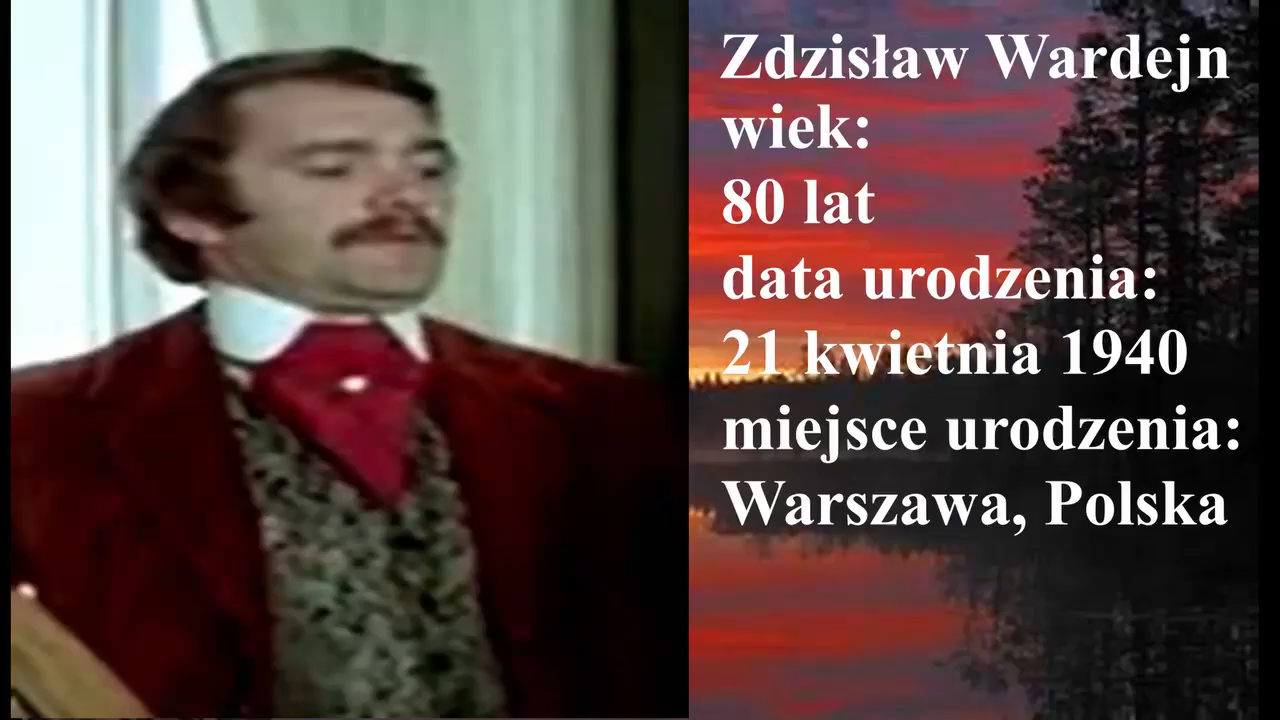 Zdzisław Wardejn
wiek:
80 lat
data urodzenia:
21 kwietnia 1940
miejsce urodzenia:
Warszawa, Polska